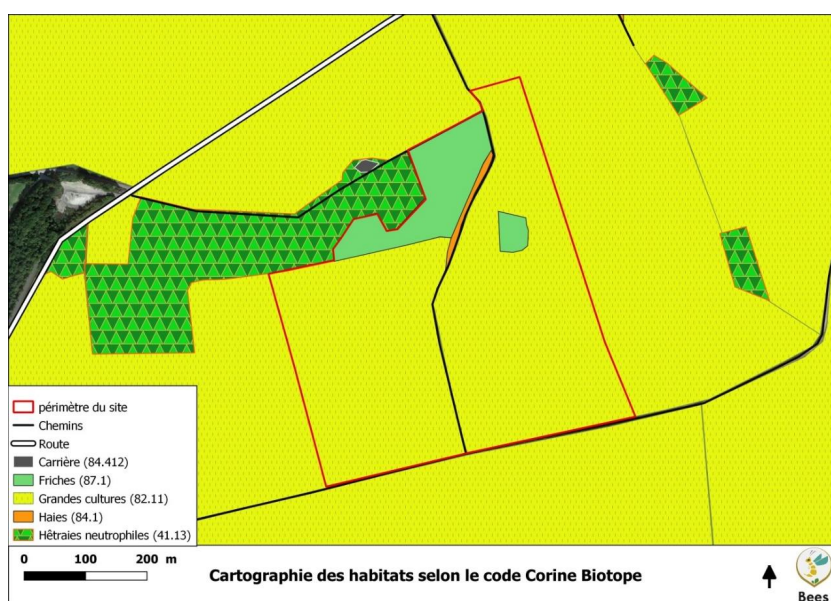 périmètre du site
Chemins
Route
Carrière (84.412)
Friches (87.1)
Grandes cultures (82.11)
Haies (84.1)
Hêtraies neutrophiles (41.13)
0 100 200 m
Cartographie des habitats selon le code Corine Biotope
Bees